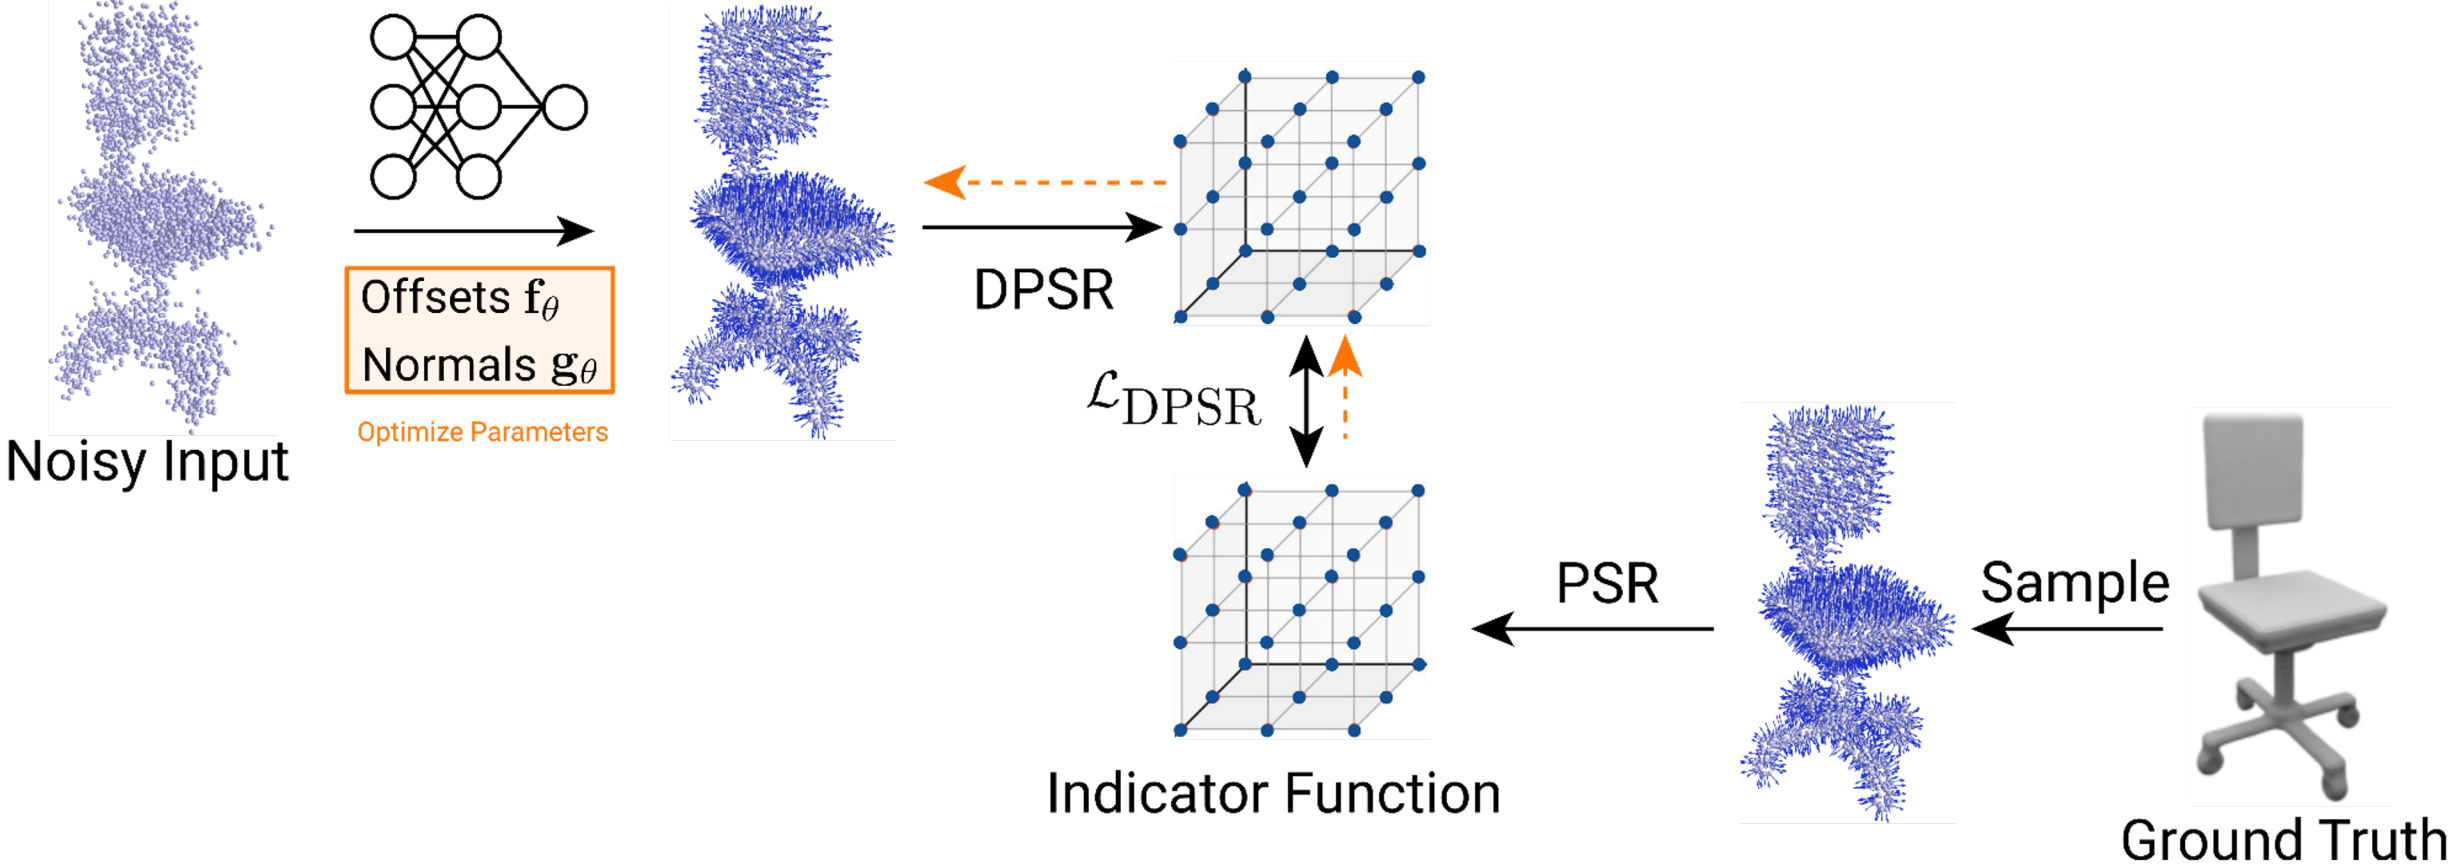 Offsets f_θ
Normals g_θ
Optimize Parameters
Noisy Input
DPSR
ℒ_DPSR
Indicator Function
PSR
Sample
Ground Truth